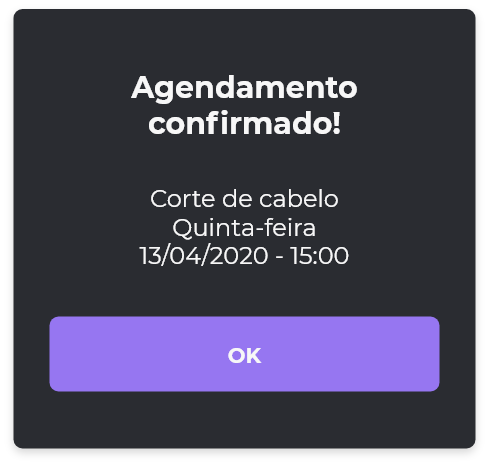 Agendamento
confirmado!
Corte de cabelo
Quinta-feira
13/04/2020 - 15:00
OK